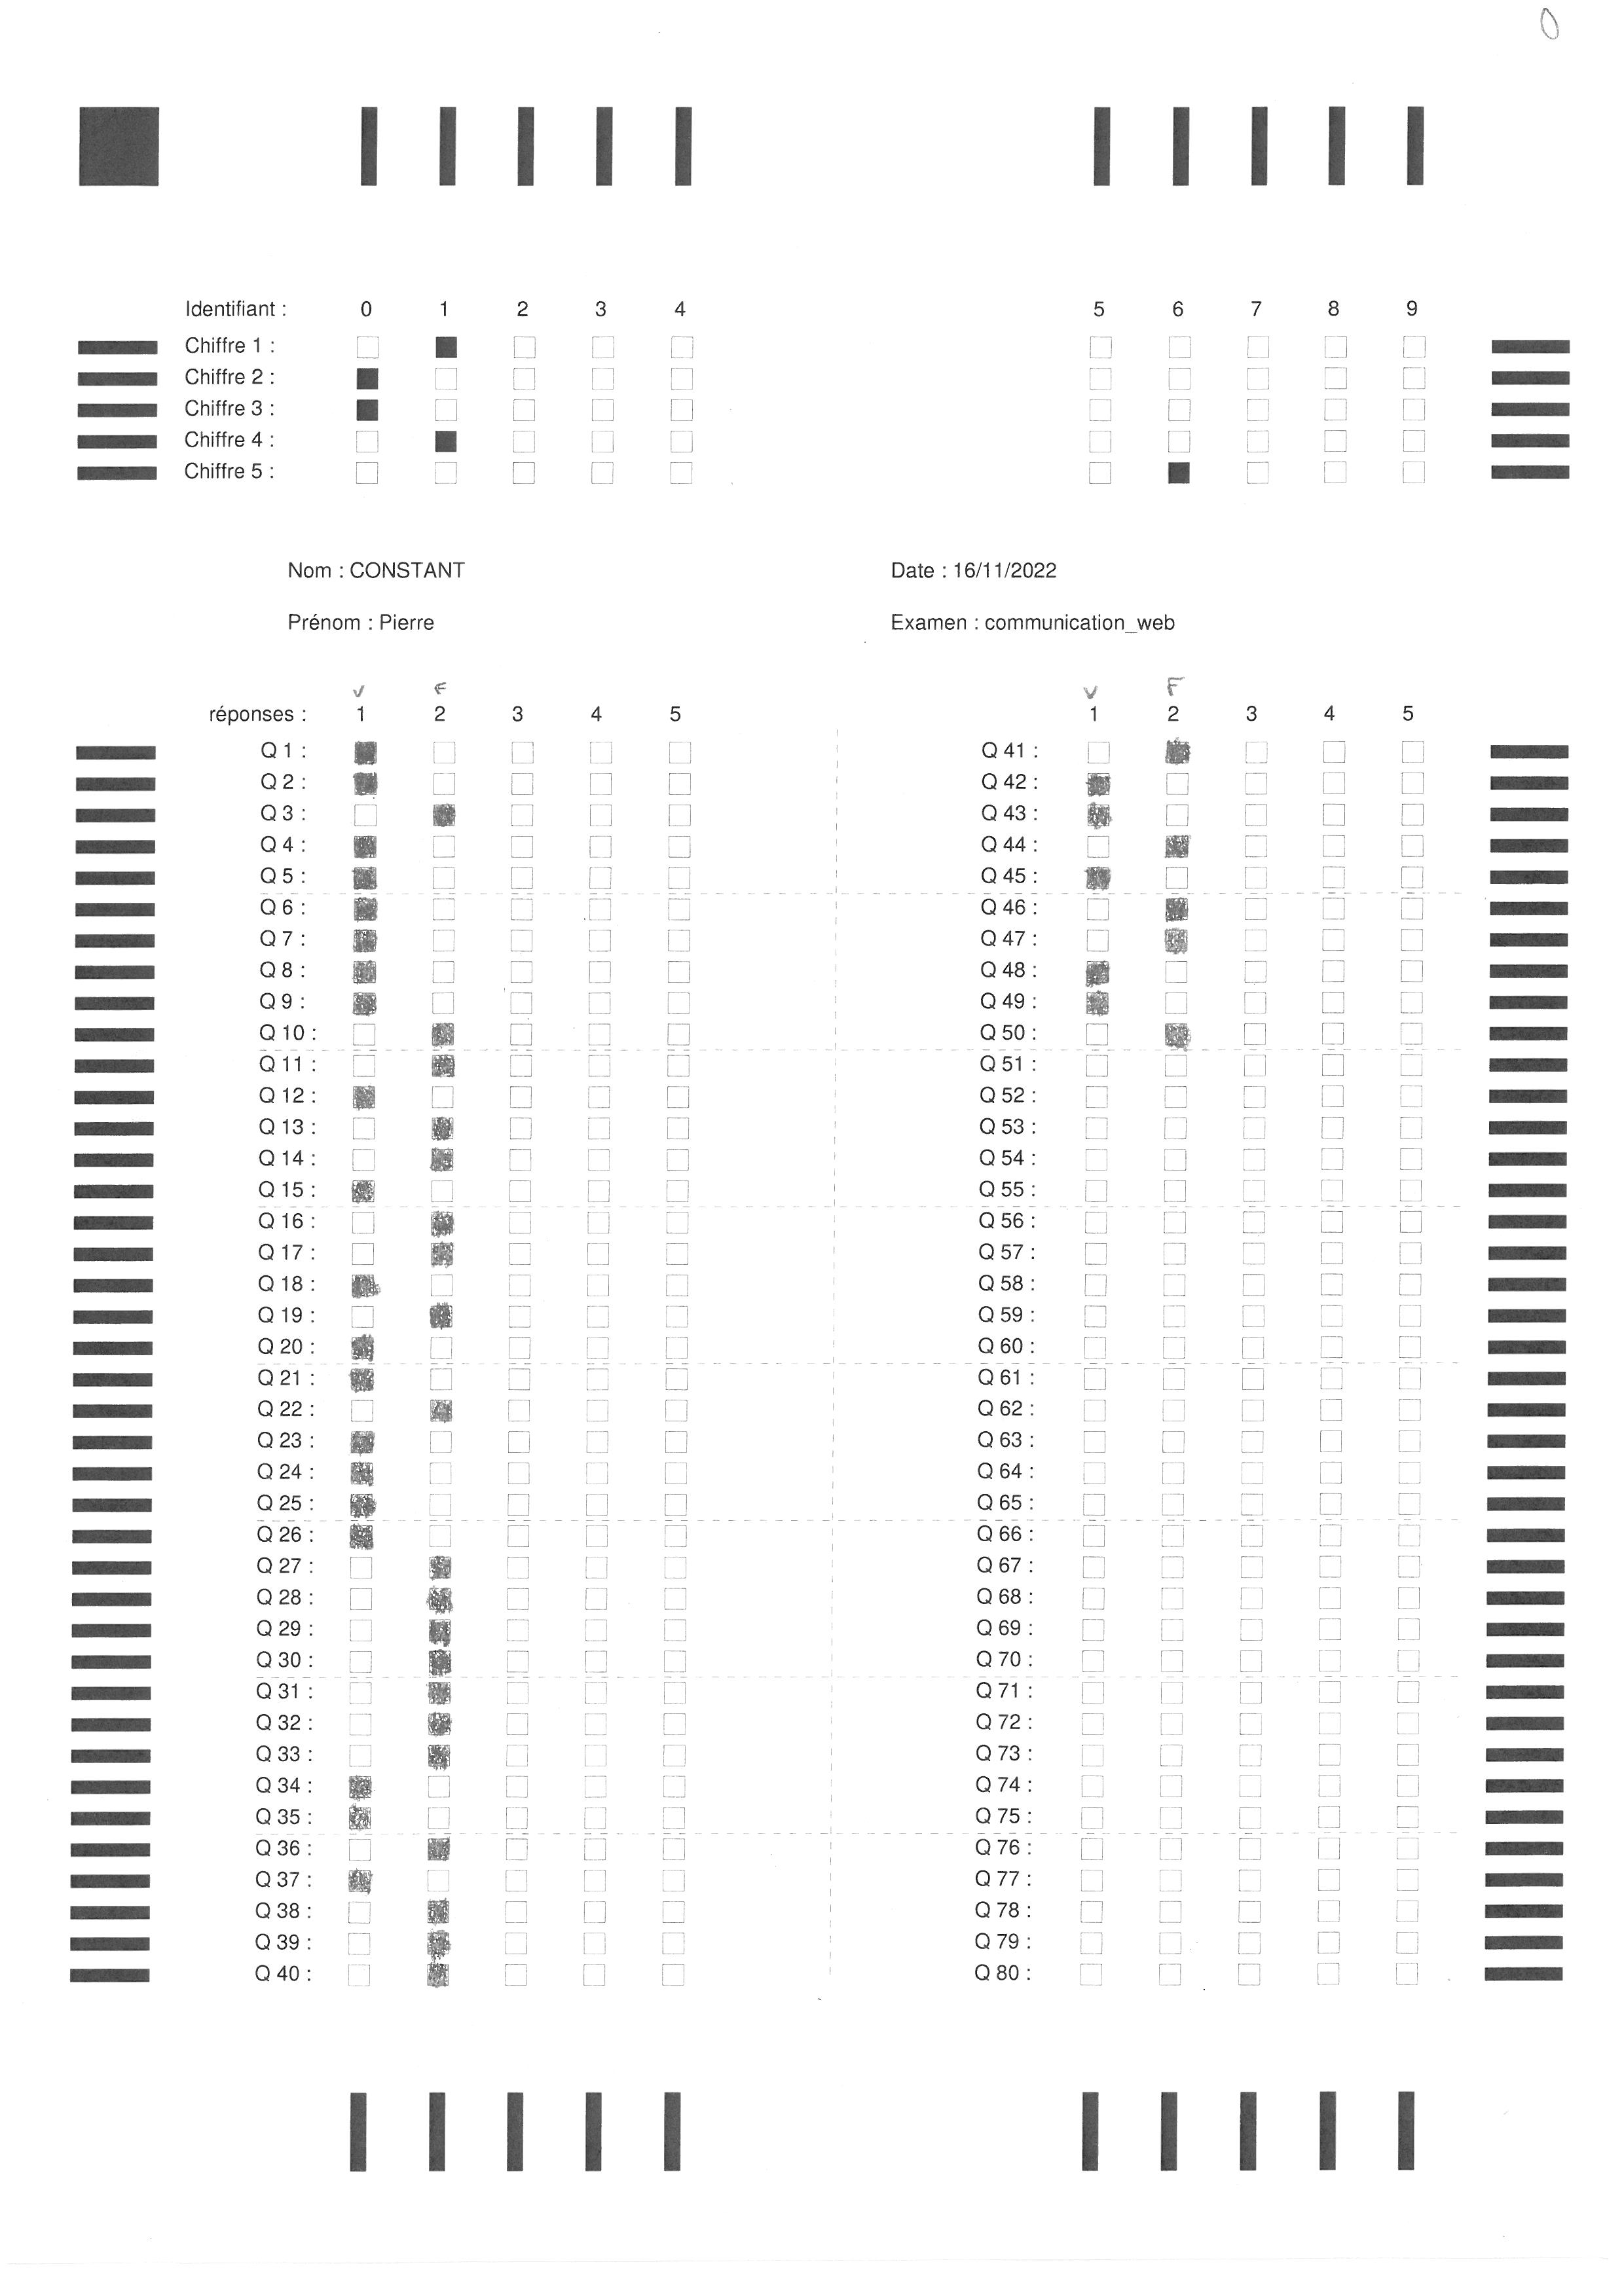 0
Identifiant : 0 1 2 3 4 5 6 7 8 9
Chiffre 1 :
Chiffre 2 :
Chiffre 3 :
Chiffre 4 :
Chiffre 5 :
Nom : CONSTANT Date : 16/11/2022
Prénom : Pierre Examen : communication_web
V F V F
réponses : 1 2 3 4 5 1 2 3 4 5
Q 1 : Q 41 :
Q 2 : Q 42 :
Q 3 : Q 43 :
Q 4 : Q 44 :
Q 5 : Q 45 :
Q 6 : Q 46 :
Q 7 : Q 47 :
Q 8 : Q 48 :
Q 9 : Q 49 :
Q 10 : Q 50 :
Q 11 : Q 51 :
Q 12 : Q 52 :
Q 13 : Q 53 :
Q 14 : Q 54 :
Q 15 : Q 55 :
Q 16 : Q 56 :
Q 17 : Q 57 :
Q 18 : Q 58 :
Q 19 : Q 59 :
Q 20 : Q 60 :
Q 21 : Q 61 :
Q 22 : Q 62 :
Q 23 : Q 63 :
Q 24 : Q 64 :
Q 25 : Q 65 :
Q 26 : Q 66 :
Q 27 : Q 67 :
Q 28 : Q 68 :
Q 29 : Q 69 :
Q 30 : Q 70 :
Q 31 : Q 71 :
Q 32 : Q 72 :
Q 33 : Q 73 :
Q 34 : Q 74 :
Q 35 : Q 75 :
Q 36 : Q 76 :
Q 37 : Q 77 :
Q 38 : Q 78 :
Q 39 : Q 79 :
Q 40 : Q 80 :